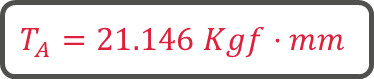 T_A = 21.146 Kgf · mm